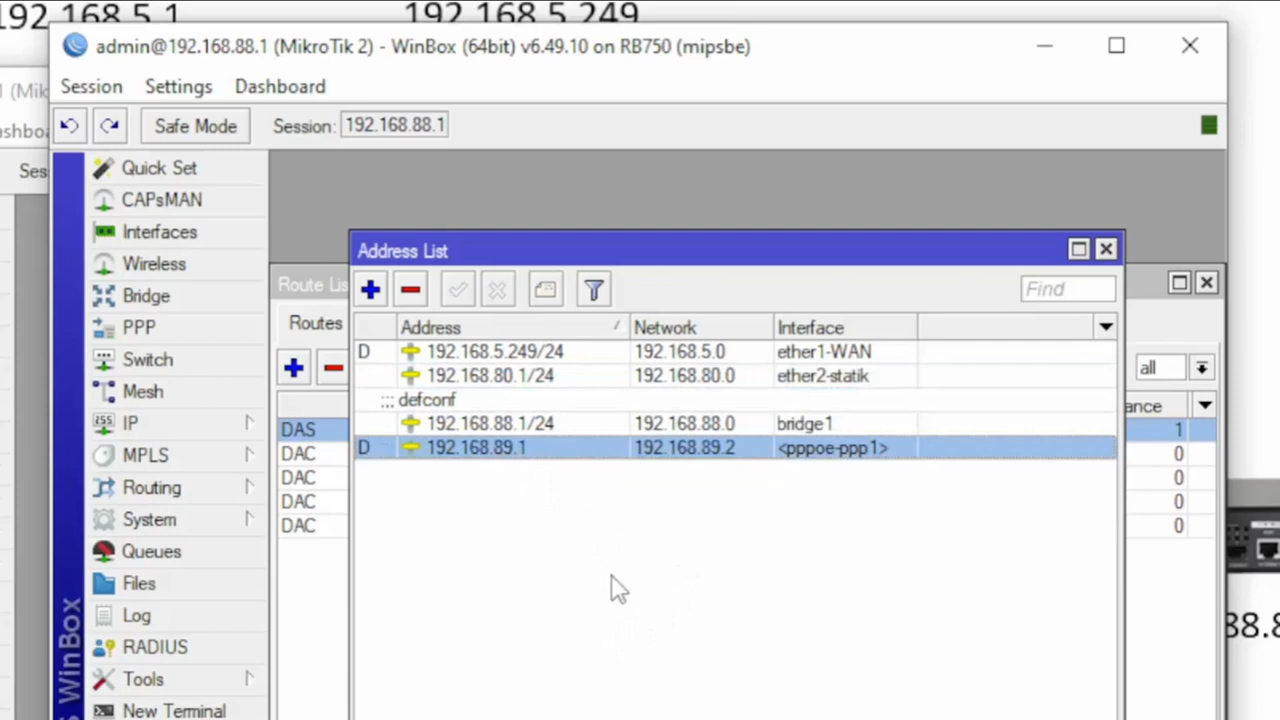 192.168.5.1
192.168.5.249
admin@192.168.88.1 (MikroTik 2) - WinBox (64bit) v6.49.10 on RB750 (mipsbe)
Session Settings Dashboard
Safe Mode Session: 192.168.88.1
Quick Set
CAPsMAN
Interfaces
Wireless
Bridge
PPP
Switch
Mesh
IP
MPLS
Routing
System
Queues
Files
Log
RADIUS
Tools
New Terminal
WinBox
Route Lis
Routes
all
ance
DAS 1
DAC 0
DAC 0
DAC 0
DAC 0
Address List
Find
Address Network Interface
D 192.168.5.249/24 192.168.5.0 ether1-WAN
192.168.80.1/24 192.168.80.0 ether2-statik
::: defconf
192.168.88.1/24 192.168.88.0 bridge1
D 192.168.89.1 192.168.89.2 <pppoe-ppp1>